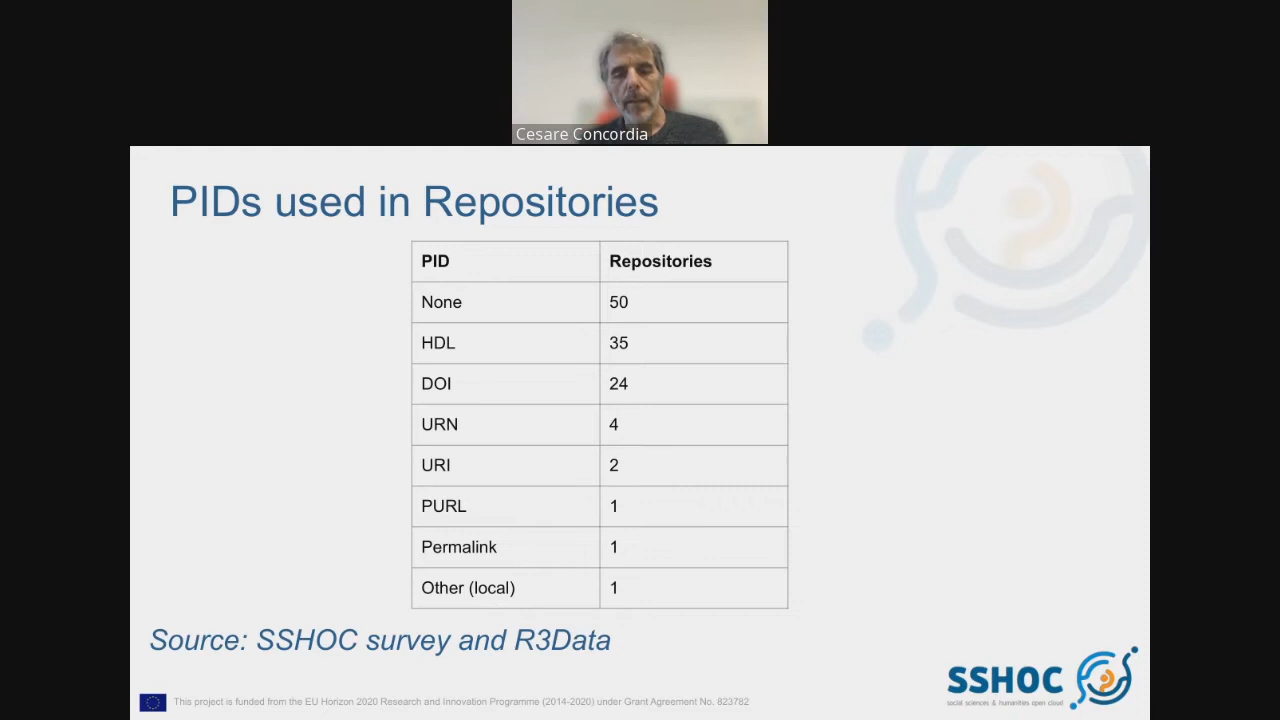 Cesare Concordia
PIDs used in Repositories
PID Repositories
None 50
HDL 35
DOI 24
URN 4
URI 2
PURL 1
Permalink 1
Other (local) 1
Source: SSHOC survey and R3Data
This project is funded from the EU Horizon 2020 Research and Innovation Programme (2014-2020) under Grant Agreement No. 823782
SSHOC
social sciences & humanities open cloud